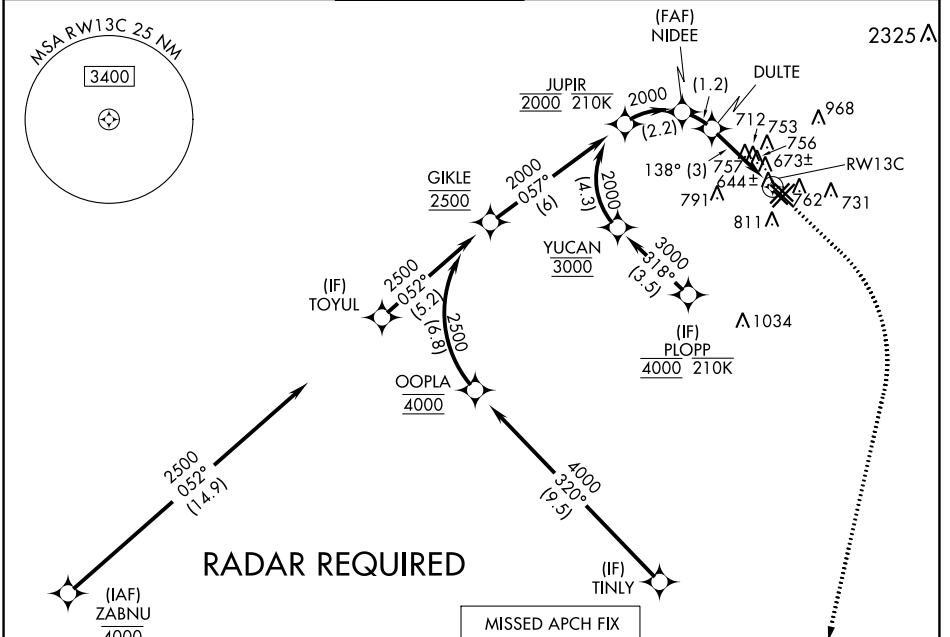 MSA RW13C 25 NM
3400
(FAF)
NIDEE
2325
DULTE
JUPIR
2000 210K
2000
(2.2)
(1.2)
712
753
968
756
757
673±
138° (3)
644±
RW13C
791
762
731
811
GIKLE
2500
2000
057°
(6)
2000
(4.3)
YUCAN
3000
3000
318°
(3.5)
(IF)
TOYUL
2500
052°
(5.2)
2500
(6.8)
(IF)
PLOPP
4000 210K
1034
OOPLA
4000
2500
052°
(14.9)
4000
320°
(9.5)
RADAR REQUIRED
(IAF)
ZABNU
4000
(IF)
TINLY
MISSED APCH FIX